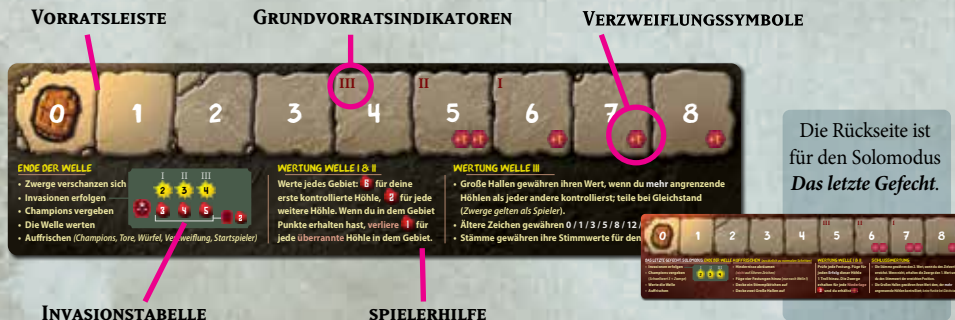 Vorratsleiste
Grundvorratsindikatoren
Verzweiflungssymbole
III II I
0 1 2 3 4 5 6 7 8
+1 +1 +1 +1 +1
ENDE DER WELLE
• Zwerge verschanzen sich
• Invasionen erfolgen
• Champions vergeben
• Die Welle werten
• Auffrischen (Champions, Tore, Würfel, Verzweiflung, Startspieler)
I II III
2 3 4
3 4 5
2
WERTUNG WELLE I & II
Werte jedes Gebiet: 5 für deine
erste kontrollierte Höhle, 2 für jede
weitere Höhle. Wenn du in dem Gebiet
Punkte erhalten hast, verliere 1 für
jede überrannte Höhle in dem Gebiet.
WERTUNG WELLE III
• Große Hallen gewähren ihren Wert, wenn du mehr angrenzende
Höhlen als jeder andere kontrollierst; teile bei Gleichstand
(Zwerge gelten als Spieler).
• Ältere Zeichen gewähren 0 / 1 / 3 / 5 / 8 / 12 /
• Stämme gewähren ihre Stimmwerte für den
Die Rückseite ist
für den Solomodus
Das letzte Gefecht.
0 1 2 3 4 5 6 7 8
Invasionstabelle
spielerhilfe